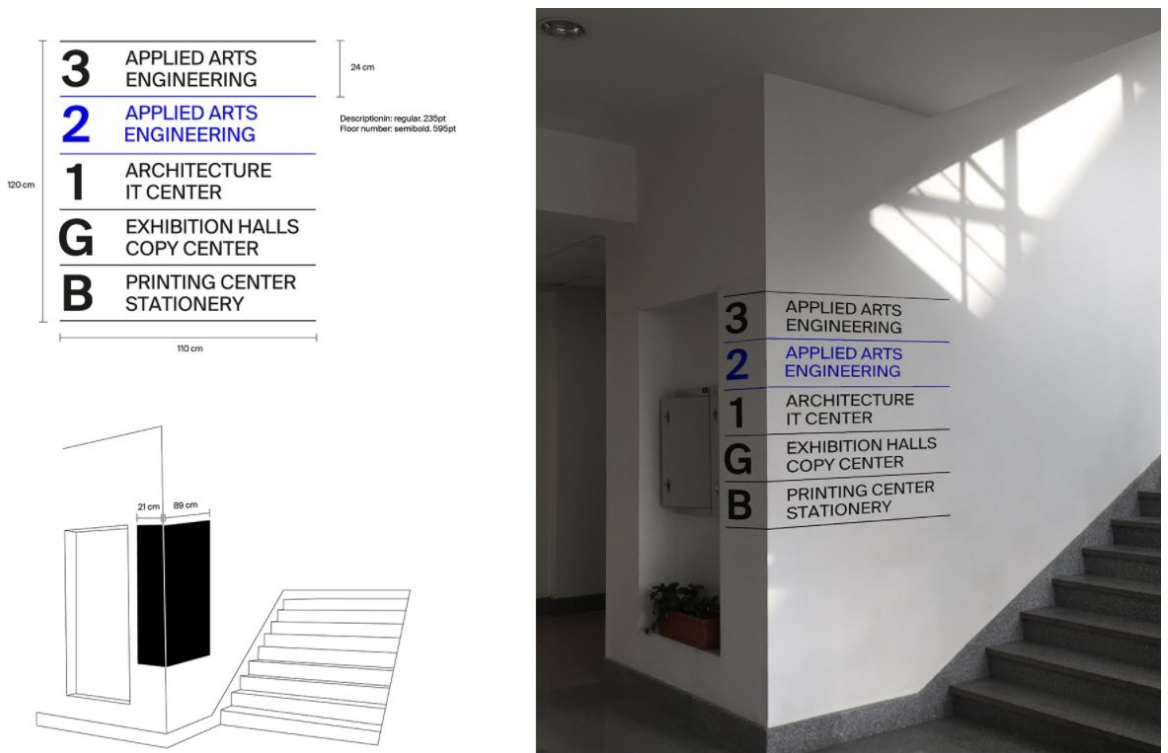 3 APPLIED ARTS
ENGINEERING
24 cm
2 APPLIED ARTS
ENGINEERING
Descriptionin: regular. 235pt
Floor number: semibold. 595pt
1 ARCHITECTURE
IT CENTER
120 cm
G EXHIBITION HALLS
COPY CENTER
B PRINTING CENTER
STATIONERY
110 cm
21 cm 89 cm
3 APPLIED ARTS
ENGINEERING
2 APPLIED ARTS
ENGINEERING
1 ARCHITECTURE
IT CENTER
G EXHIBITION HALLS
COPY CENTER
B PRINTING CENTER
STATIONERY